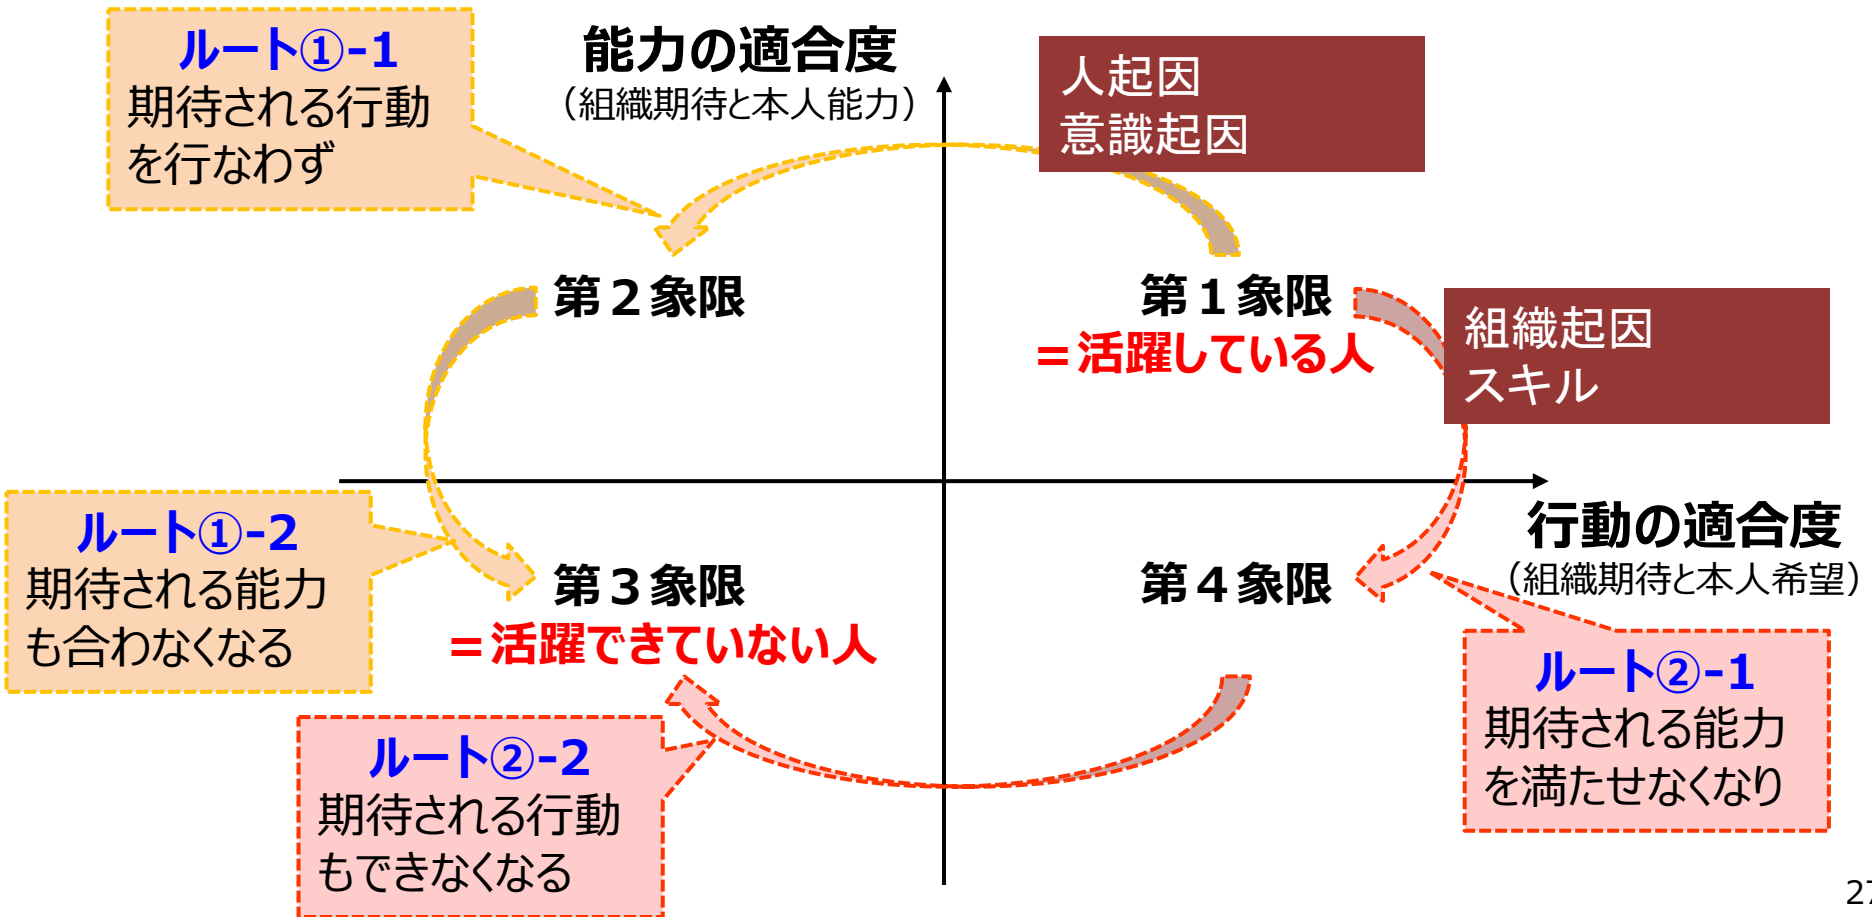 ルート①-1
期待される行動
を行なわず
能力の適合度
（組織期待と本人能力）
人起因
意識起因
第２象限
第１象限
＝活躍している人
組織起因
スキル
ルート①-2
期待される能力
も合わなくなる
行動の適合度
（組織期待と本人希望）
第３象限
＝活躍できていない人
第４象限
ルート②-1
期待される能力
を満たせなくなり
ルート②-2
期待される行動
もできなくなる
27